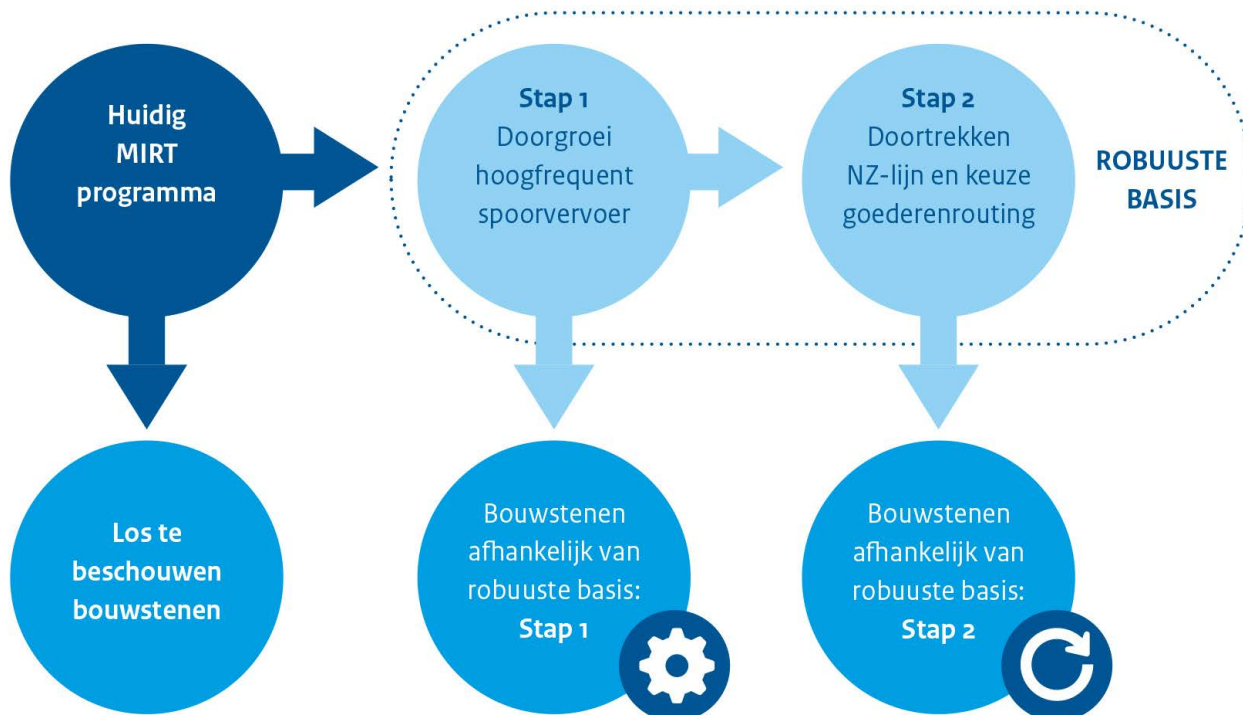 Huidig
MIRT
programma
Stap 1
Doorgroei
hoogfrequent
spoorvervoer
Stap 2
Doortrekken
NZ-lijn en keuze
goederenrouting
ROBUUSTE
BASIS
Los te
beschouwen
bouwstenen
Bouwstenen
afhankelijk van
robuuste basis:
Stap 1
Bouwstenen
afhankelijk van
robuuste basis:
Stap 2